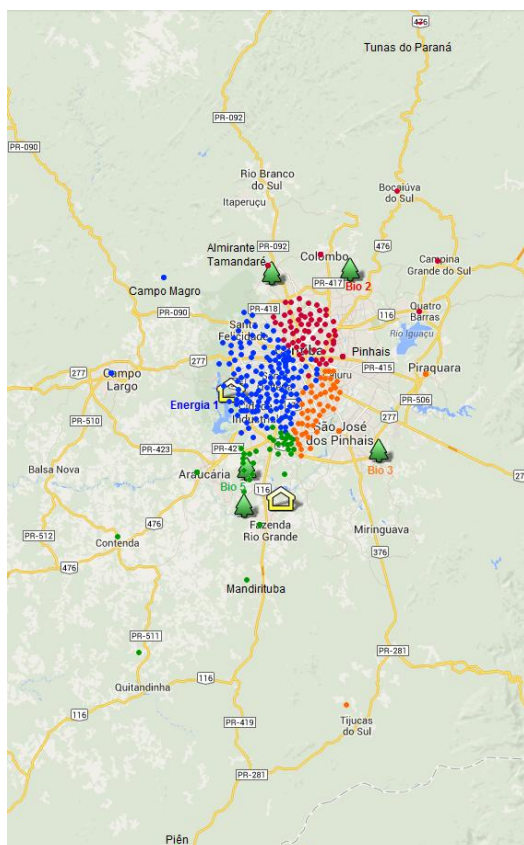 476
Tunas do Paraná
PR-092
PR-090
Rio Branco
do Sul
Bocaiúva
do Sul
Itaperuçu
Almirante
Tamandaré
PR-092
Colombo
476
Campina
Grande do Sul
Campo Magro
PR-417
Bio 2
PR-418
PR-090
116
Quatro
Barras
Rio Iguaçu
277
Pinhais
PR-415
Piraquara
277
Campo
Largo
277
Energia 1
PR-506
PR-510
São José
dos Pinhais
PR-423
PR-421
Balsa Nova
Araucária
Bio 5
Bio 3
116
476
Fazenda
Rio Grande
Miringuava
PR-512
Contenda
476
376
Mandirituba
PR-511
PR-281
Quitandinha
116
116
PR-419
Tijucas
do Sul
PR-281
Piên